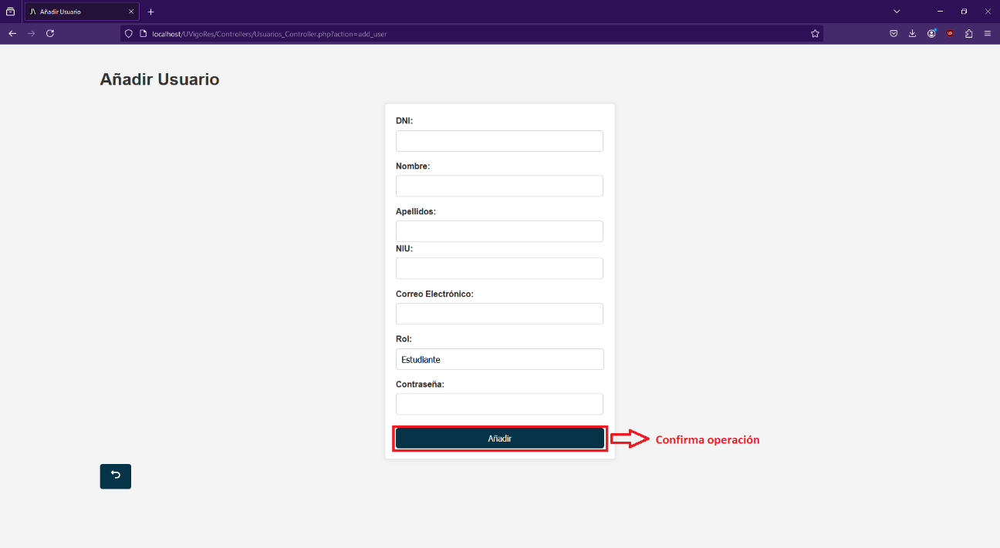 Añadir Usuario
localhost/UVigoRes/Controllers/Usuarios_Controller.php?action=add_user
Añadir Usuario
DNI:
Nombre:
Apellidos:
NIU:
Correo Electrónico:
Rol:
Estudiante
Contraseña:
Añadir
Confirma operación